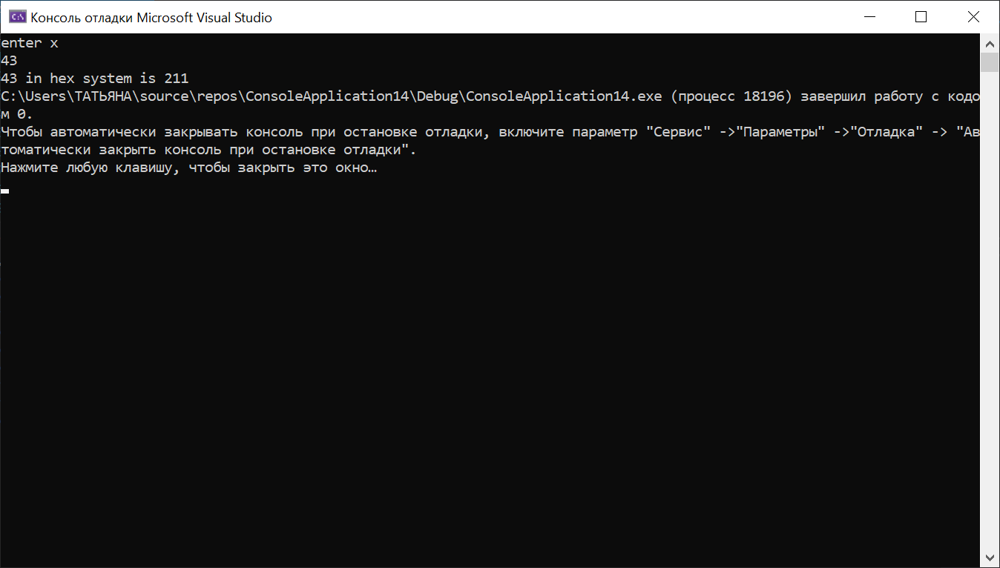 Консоль отладки Microsoft Visual Studio
enter x
43
43 in hex system is 211
C:\Users\ТАТЬЯНА\source\repos\ConsoleApplication14\Debug\ConsoleApplication14.exe (процесс 18196) завершил работу с кодо
м 0.
Чтобы автоматически закрывать консоль при остановке отладки, включите параметр "Сервис" ->"Параметры" ->"Отладка" -> "Ав
томатически закрыть консоль при остановке отладки".
Нажмите любую клавишу, чтобы закрыть это окно…